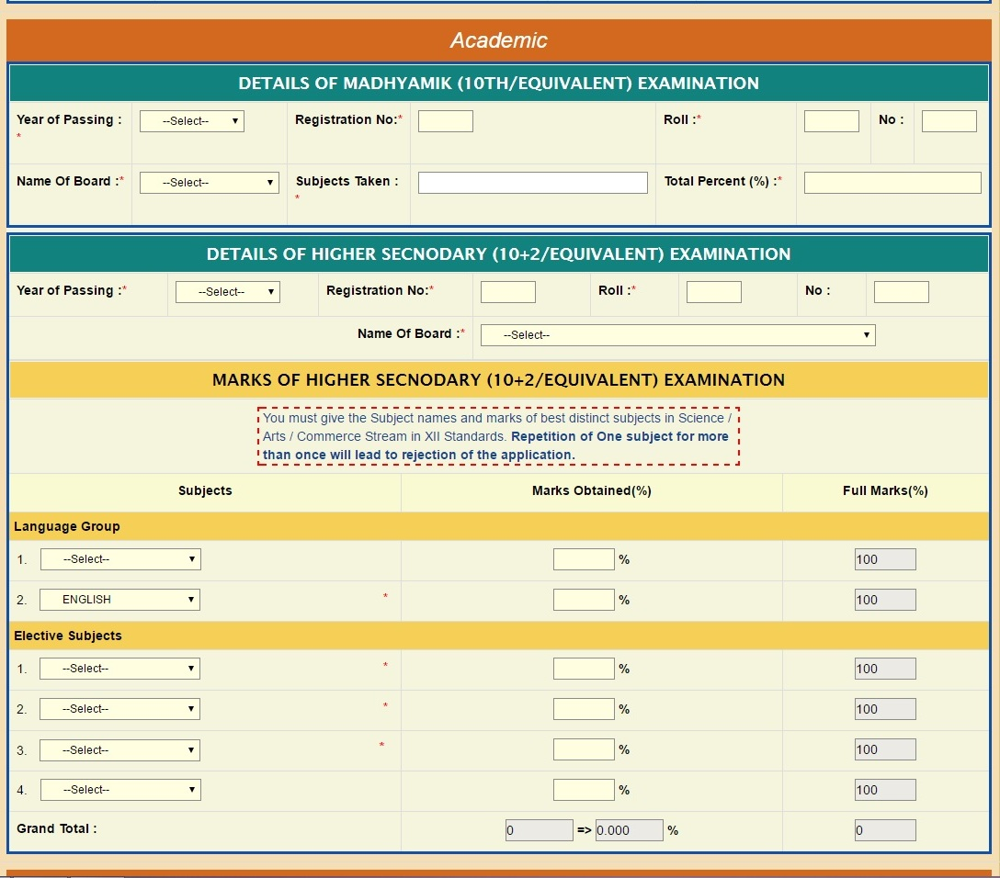 Academic
DETAILS OF MADHYAMIK (10TH/EQUIVALENT) EXAMINATION
Year of Passing : * --Select-- Registration No:* Roll :* No :
Name Of Board :* --Select-- Subjects Taken : * Total Percent (%) :*
DETAILS OF HIGHER SECNODARY (10+2/EQUIVALENT) EXAMINATION
Year of Passing :* --Select-- Registration No:* Roll :* No :
Name Of Board :* --Select--
MARKS OF HIGHER SECNODARY (10+2/EQUIVALENT) EXAMINATION
You must give the Subject names and marks of best distinct subjects in Science /
Arts / Commerce Stream in XII Standards. Repetition of One subject for more
than once will lead to rejection of the application.
Subjects Marks Obtained(%) Full Marks(%)
Language Group
1. --Select-- % 100
2. ENGLISH * % 100
Elective Subjects
1. --Select-- * % 100
2. --Select-- * % 100
3. --Select-- * % 100
4. --Select-- % 100
Grand Total : 0 => 0.000 % 0